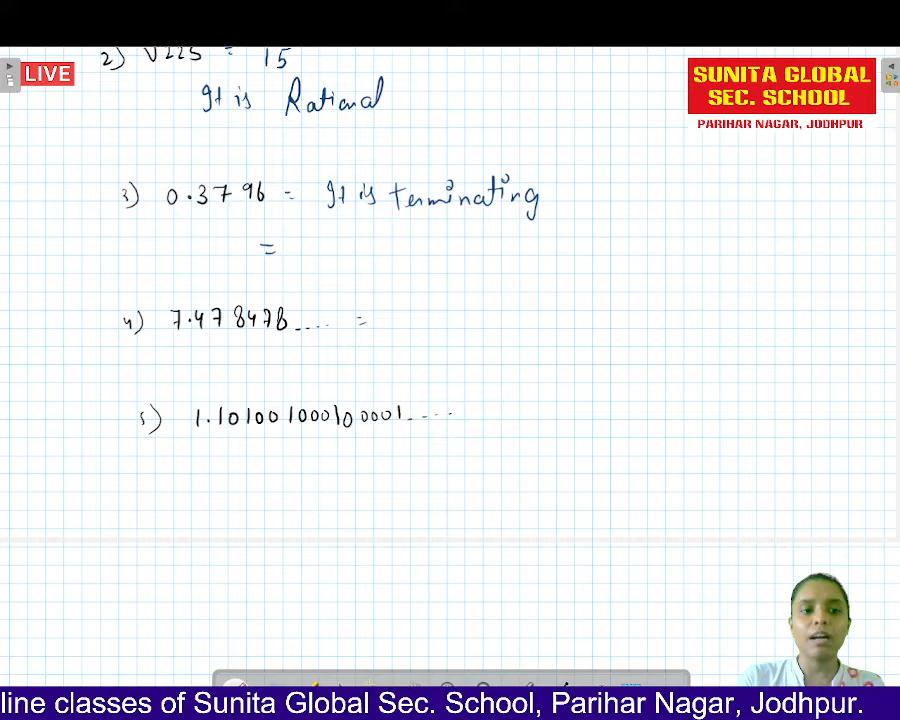 2) √225 = 15
LIVE
SUNITA GLOBAL
SEC. SCHOOL
PARIHAR NAGAR, JODHPUR
It is Rational
3) 0.3796 = It is terminating
=
4) 7.478478.... =
5) 1.101001000100001....
line classes of Sunita Global Sec. School, Parihar Nagar, Jodhpur.